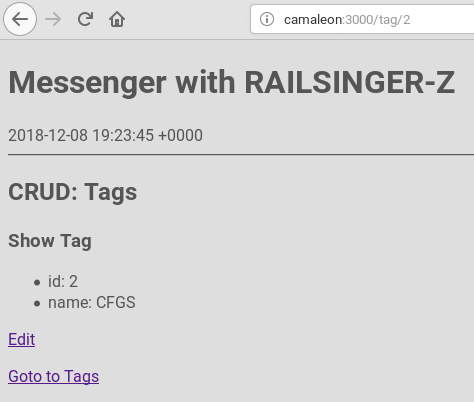 camaleon:3000/tag/2
Messenger with RAILSINGER-Z
2018-12-08 19:23:45 +0000
CRUD: Tags
Show Tag
id: 2
name: CFGS
Edit
Goto to Tags